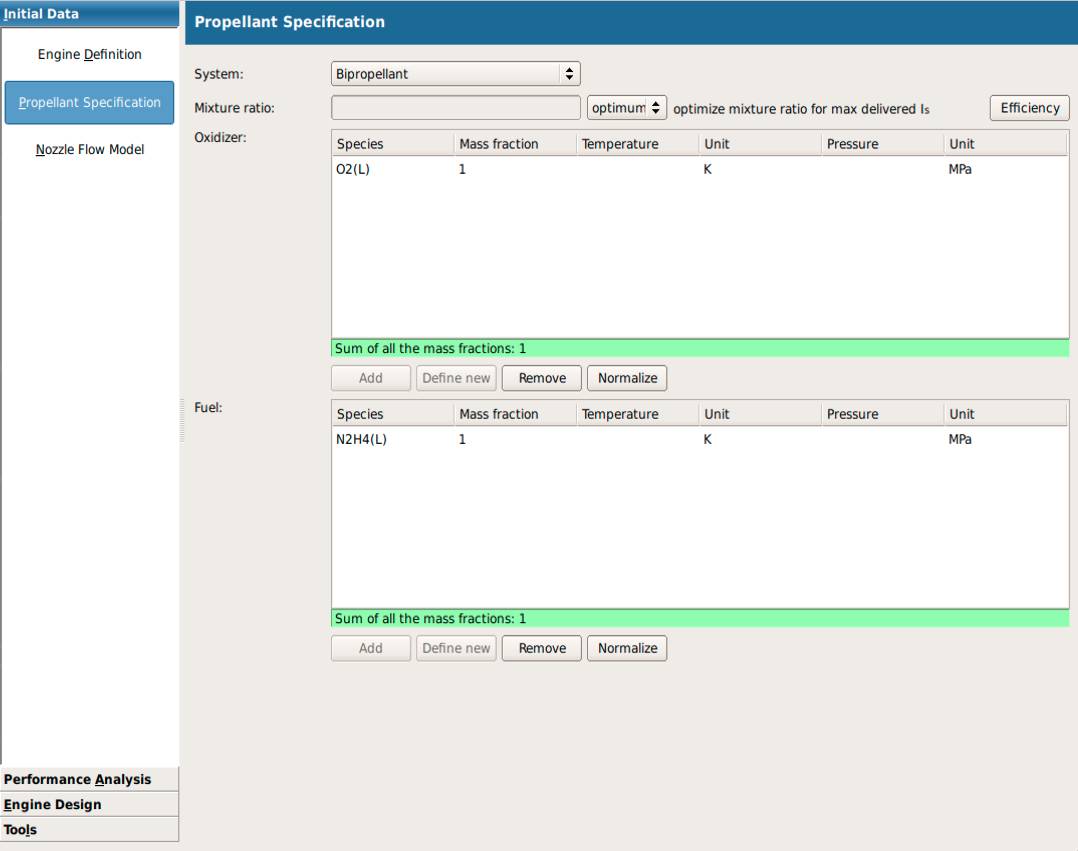 Initial Data
Engine Definition
Propellant Specification
Nozzle Flow Model
Performance Analysis
Engine Design
Tools
Propellant Specification
System: Bipropellant
Mixture ratio: optimum optimize mixture ratio for max delivered Is Efficiency
Oxidizer:
Species Mass fraction Temperature Unit Pressure Unit
O2(L) 1 K MPa
Sum of all the mass fractions: 1
Add Define new Remove Normalize
Fuel:
Species Mass fraction Temperature Unit Pressure Unit
N2H4(L) 1 K MPa
Sum of all the mass fractions: 1
Add Define new Remove Normalize